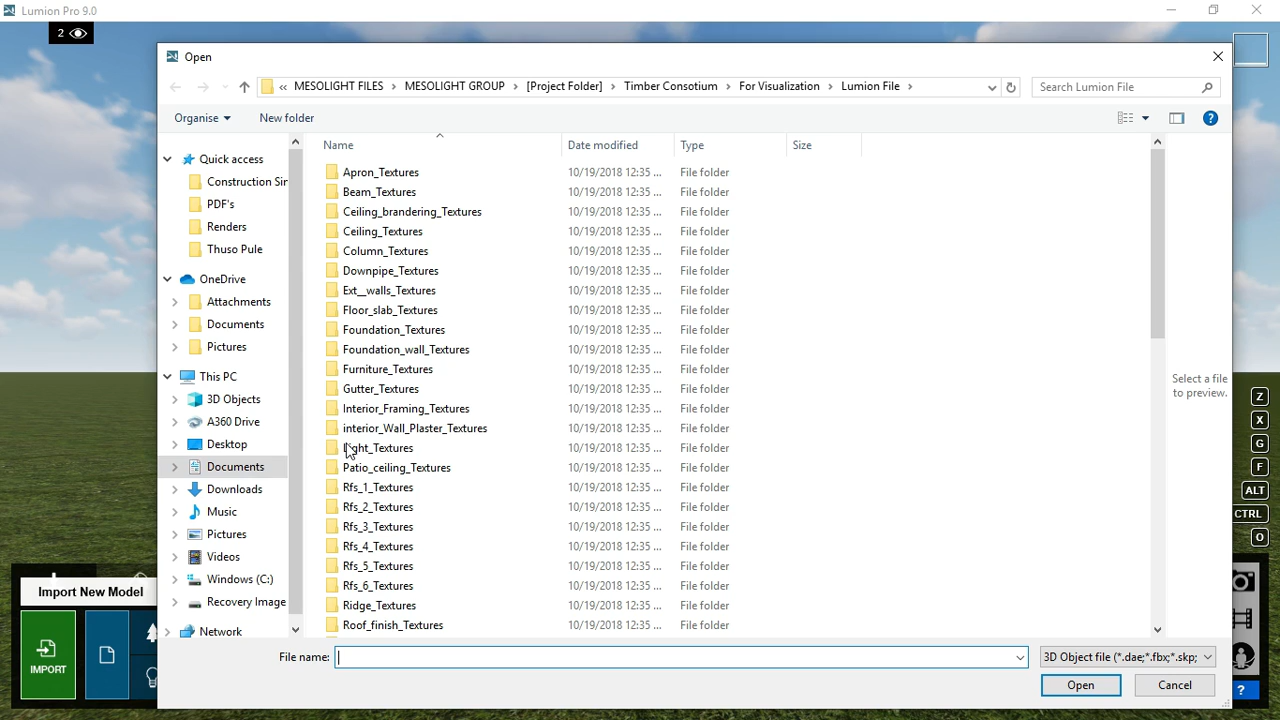 Lumion Pro 9.0
2
Open
« MESOLIGHT FILES > MESOLIGHT GROUP > [Project Folder] > Timber Consotium > For Visualization > Lumion File >
Search Lumion File
Organise
New folder
Name Date modified Type Size
Quick access
Construction Sir
PDF's
Renders
Thuso Pule
OneDrive
Attachments
Documents
Pictures
This PC
3D Objects
A360 Drive
Desktop
Documents
Downloads
Music
Pictures
Videos
Windows (C:)
Recovery Image
Network
Apron_Textures 10/19/2018 12:35 ... File folder
Beam_Textures 10/19/2018 12:35 ... File folder
Ceiling_brandering_Textures 10/19/2018 12:35 ... File folder
Ceiling_Textures 10/19/2018 12:35 ... File folder
Column_Textures 10/19/2018 12:35 ... File folder
Downpipe_Textures 10/19/2018 12:35 ... File folder
Ext__walls_Textures 10/19/2018 12:35 ... File folder
Floor_slab_Textures 10/19/2018 12:35 ... File folder
Foundation_Textures 10/19/2018 12:35 ... File folder
Foundation_wall_Textures 10/19/2018 12:35 ... File folder
Furniture_Textures 10/19/2018 12:35 ... File folder
Gutter_Textures 10/19/2018 12:35 ... File folder
Interior_Framing_Textures 10/19/2018 12:35 ... File folder
interior_Wall_Plaster_Textures 10/19/2018 12:35 ... File folder
Light_Textures 10/19/2018 12:35 ... File folder
Patio_ceiling_Textures 10/19/2018 12:35 ... File folder
Rfs_1_Textures 10/19/2018 12:35 ... File folder
Rfs_2_Textures 10/19/2018 12:35 ... File folder
Rfs_3_Textures 10/19/2018 12:35 ... File folder
Rfs_4_Textures 10/19/2018 12:35 ... File folder
Rfs_5_Textures 10/19/2018 12:35 ... File folder
Rfs_6_Textures 10/19/2018 12:35 ... File folder
Ridge_Textures 10/19/2018 12:35 ... File folder
Roof_finish_Textures 10/19/2018 12:35 ... File folder
Select a file
to preview.
Z
X
G
F
ALT
CTRL
O
Import New Model
IMPORT
File name:
3D Object file (*.dae;*.fbx;*.skp;
Open
Cancel
?